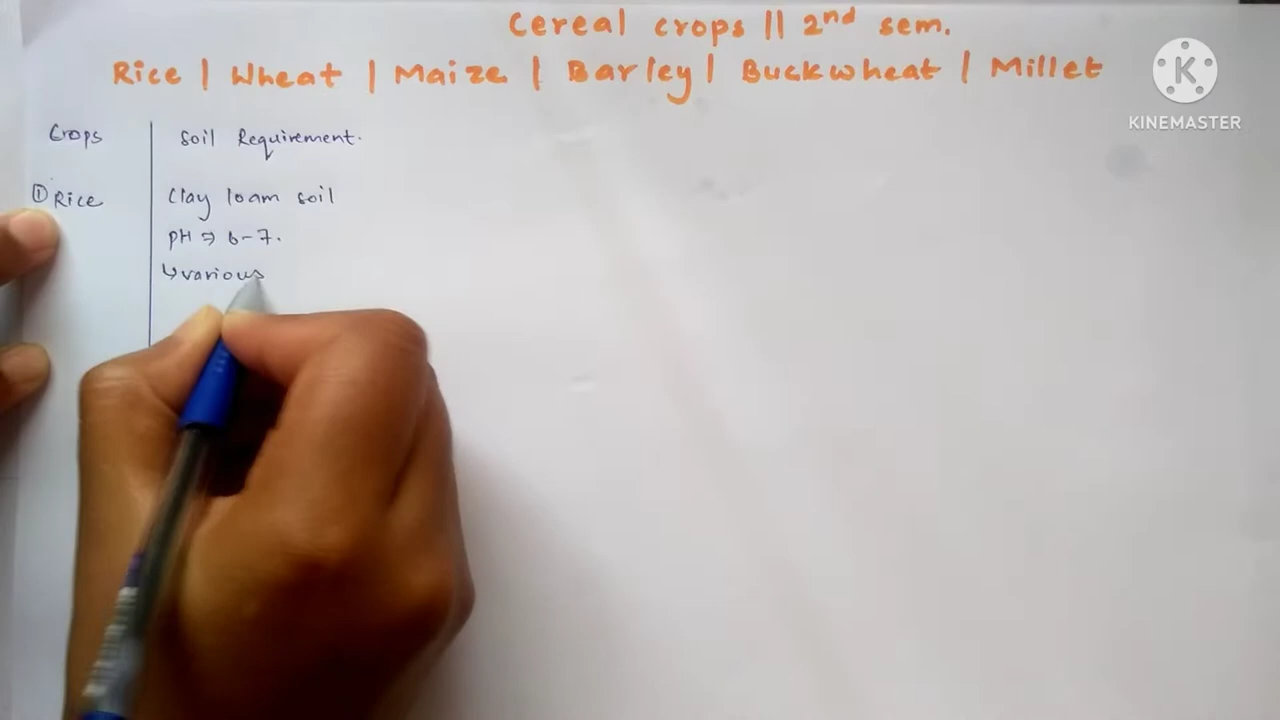 Cereal crops || 2nd sem.
Rice | Wheat | Maize | Barley | Buckwheat | Millet
K
KINEMASTER
Crops
Soil Requirement.
① Rice
Clay loam soil
pH ⇒ 6-7.
↳ various